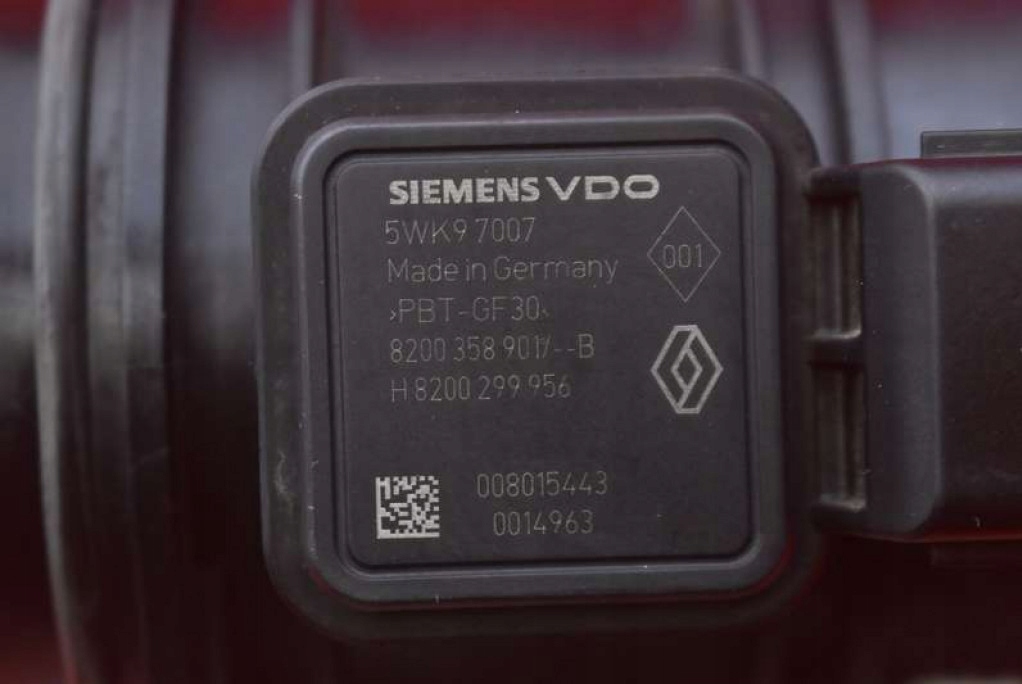 SIEMENS VDO
5WK9 7007
001
Made in Germany
>PBT-GF30<
8200 358 901/--B
H 8200 299 956
008015443
0014963